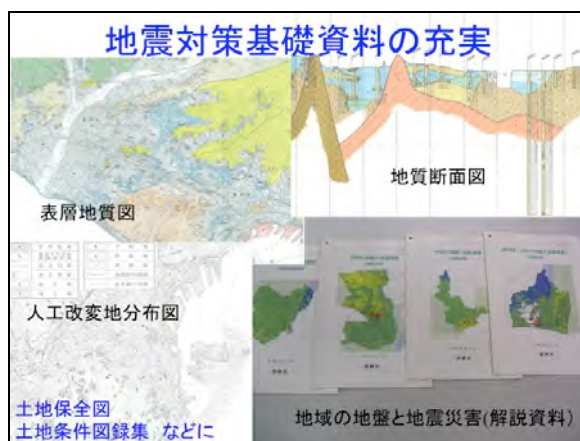 地震対策基礎資料の充実
表層地質図
地質断面図
人工改変地分布図
地域の地盤と地震災害(解説資料)
土地保全図
土地条件図録集 などに